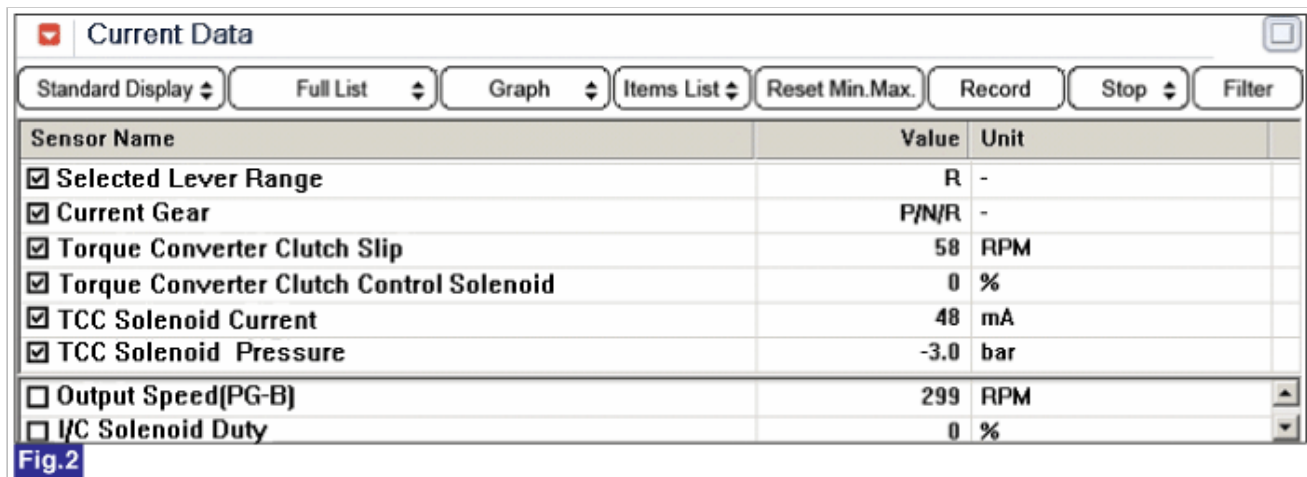 Current Data
Standard Display Full List Graph Items List Reset Min.Max. Record Stop Filter
Sensor Name Value Unit
Selected Lever Range R -
Current Gear P/N/R -
Torque Converter Clutch Slip 58 RPM
Torque Converter Clutch Control Solenoid 0 %
TCC Solenoid Current 48 mA
TCC Solenoid Pressure -3.0 bar
Output Speed(PG-B) 299 RPM
I/C Solenoid Duty 0 %
Fig.2